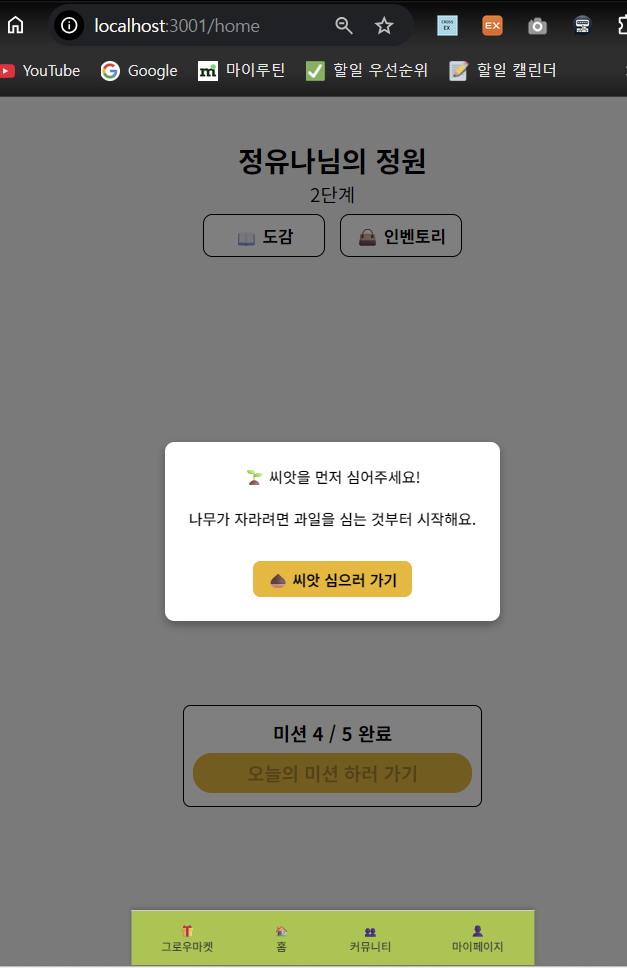 localhost:3001/home
CROSS EX EX
YouTube Google 마이루틴 할일 우선순위 할일 캘린더
정유나님의 정원
2단계
도감 인벤토리
🌱 씨앗을 먼저 심어주세요!
나무가 자라려면 과일을 심는 것부터 시작해요.
🌰 씨앗 심으러 가기
미션 4 / 5 완료
오늘의 미션 하러 가기
그로우마켓 홈 커뮤니티 마이페이지